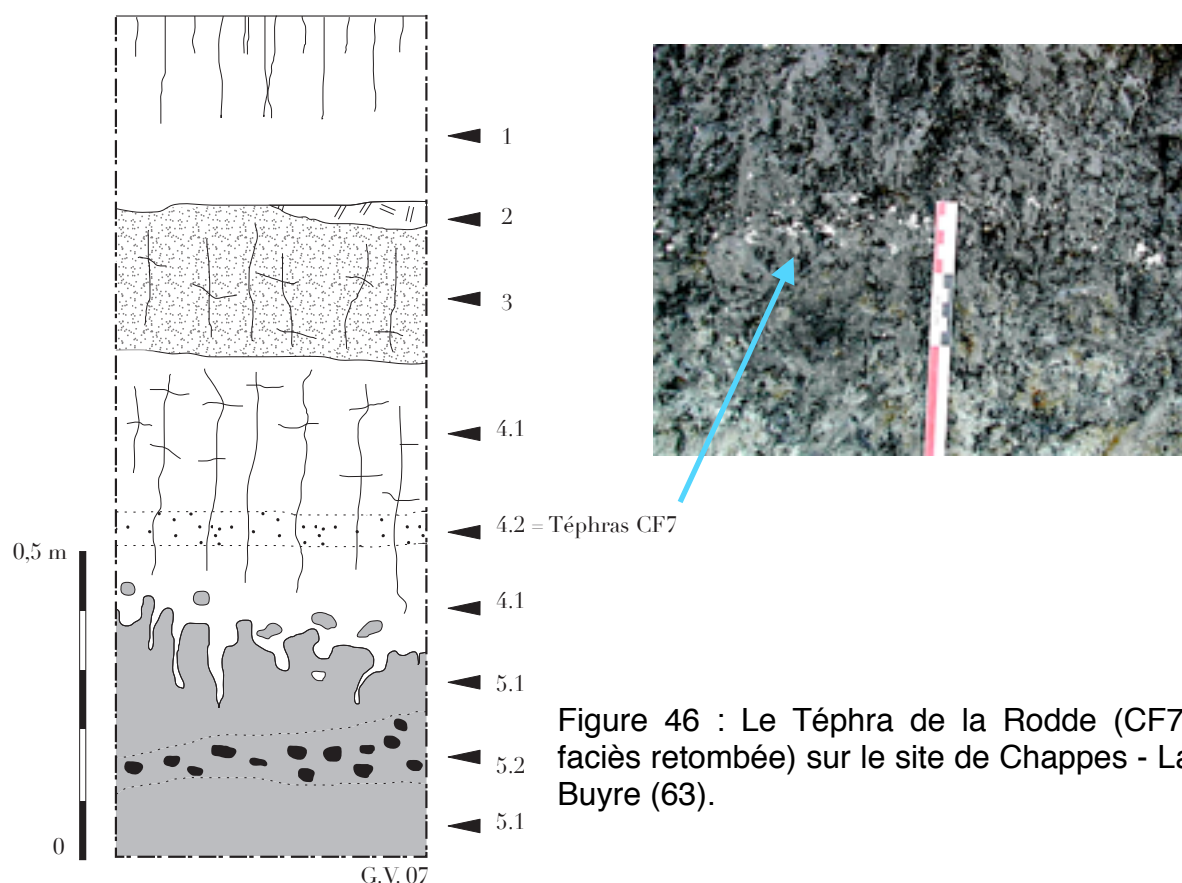 1
2
3
4.1
4.2 = Téphras CF7
0,5 m
4.1
5.1
5.2
5.1
0
G.V. 07
Figure 46 : Le Téphra de la Rodde (CF7
faciès retombée) sur le site de Chappes - La
Buyre (63).